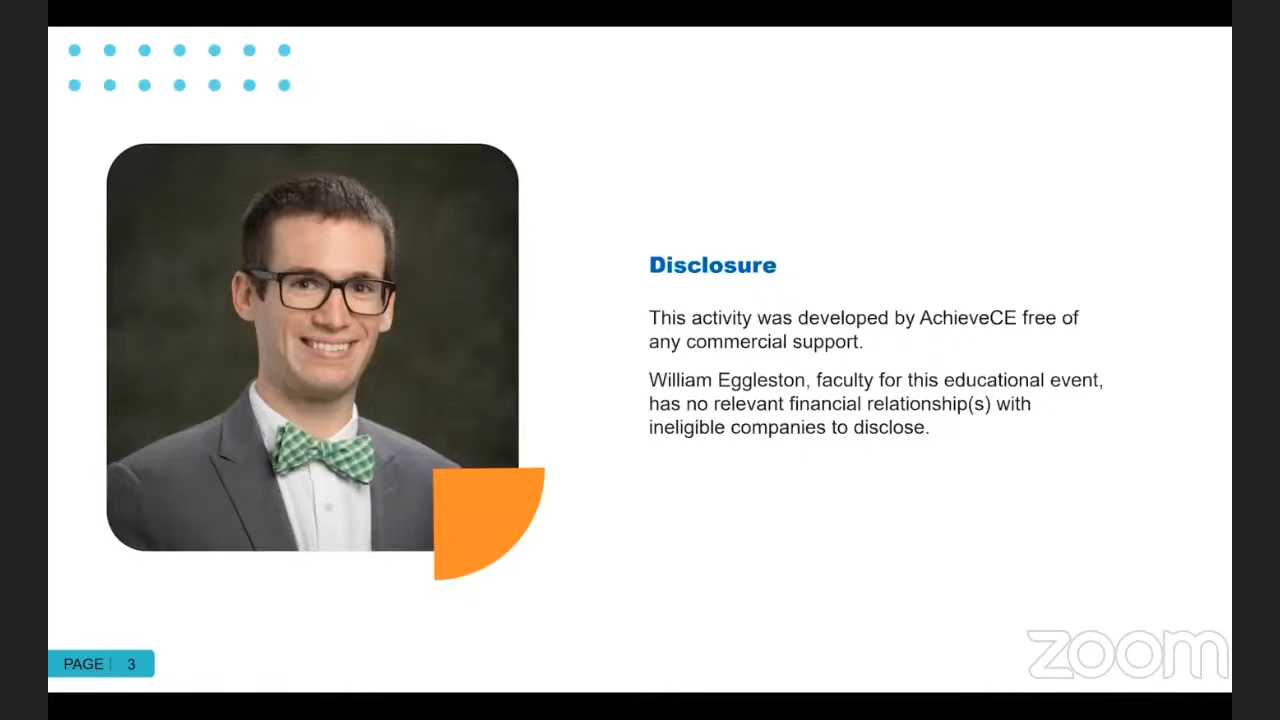 Disclosure
This activity was developed by AchieveCE free of
any commercial support.
William Eggleston, faculty for this educational event,
has no relevant financial relationship(s) with
ineligible companies to disclose.
PAGE 3
zoom